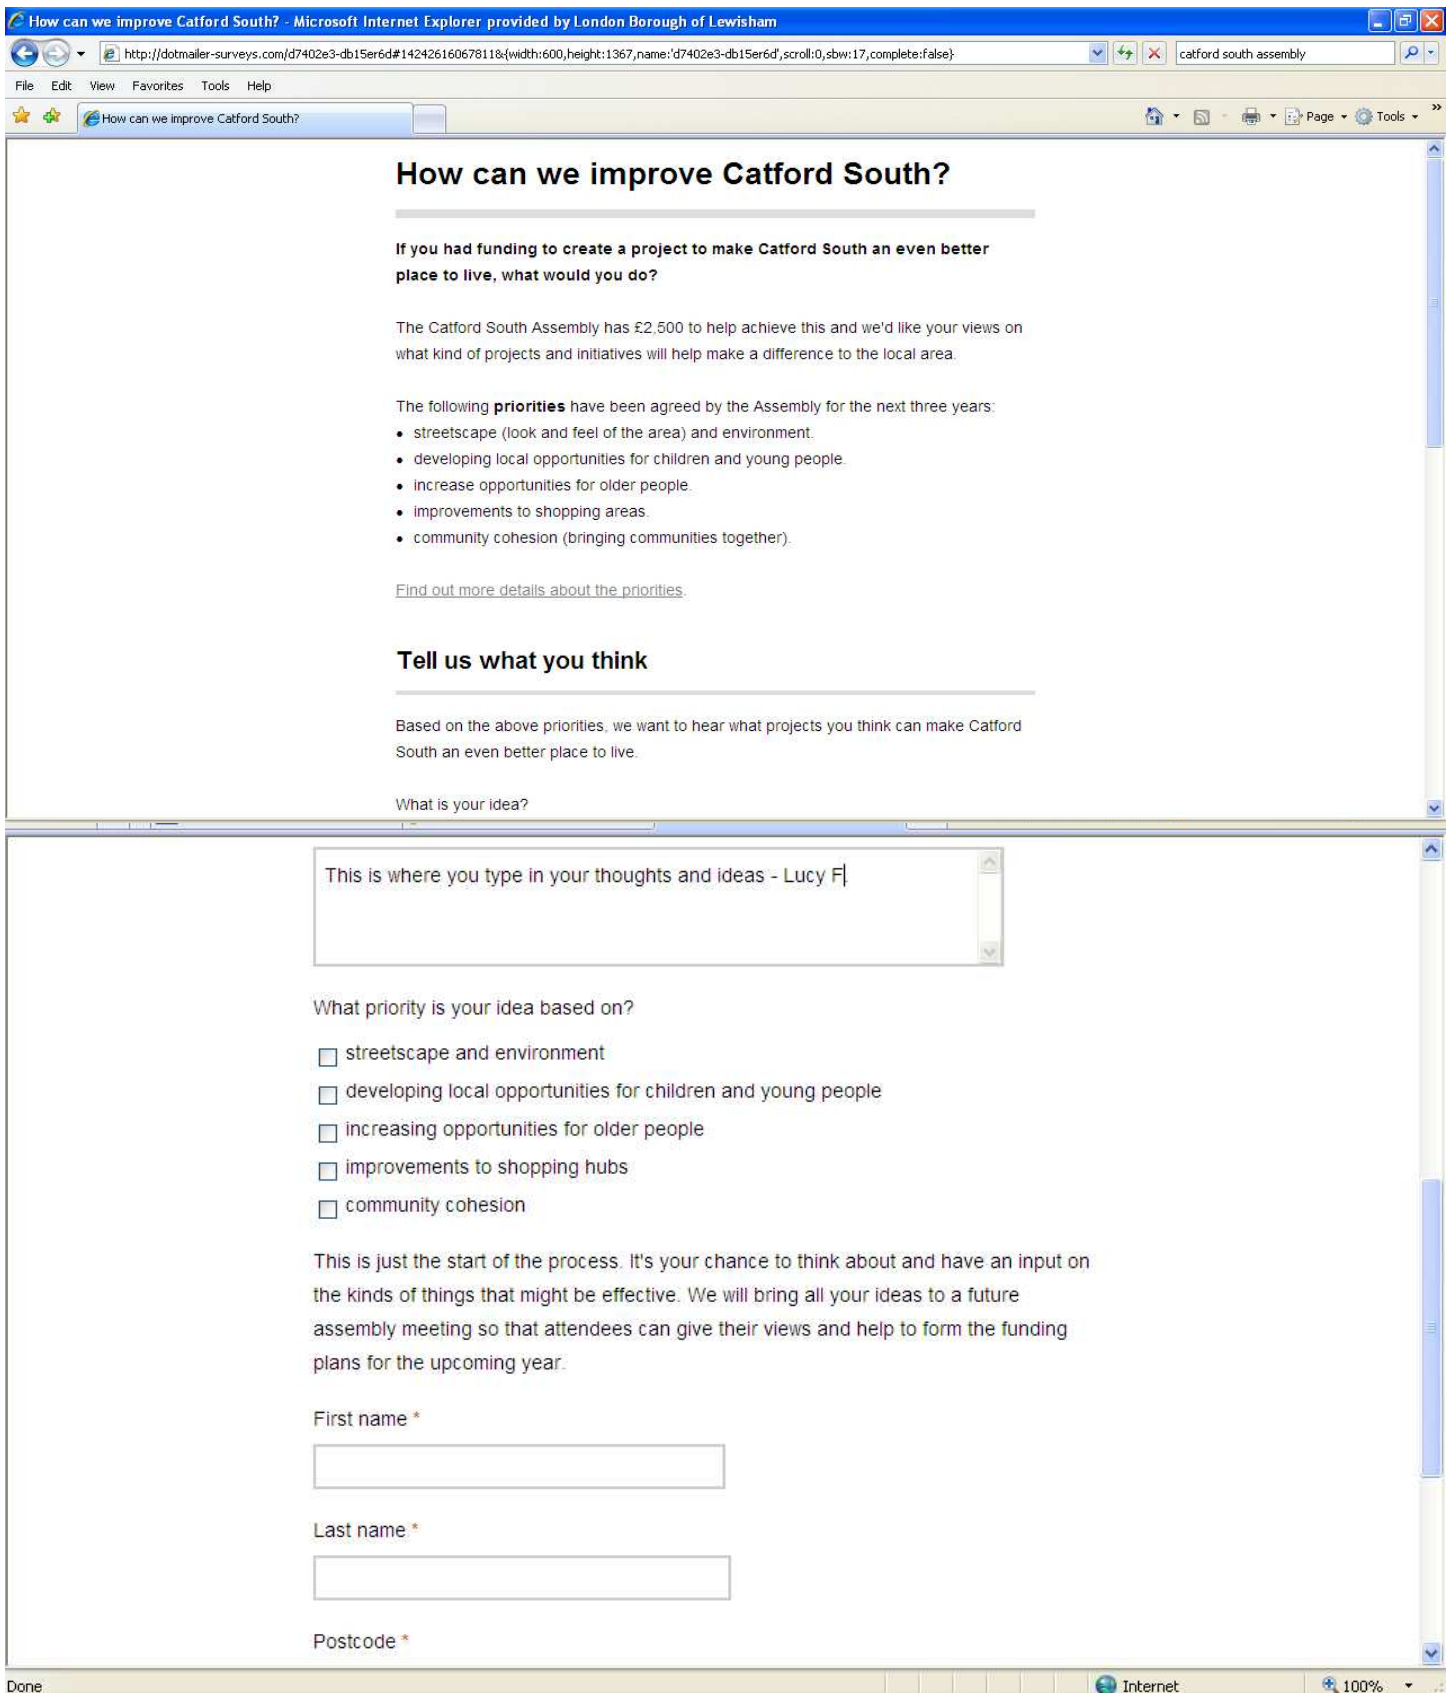 How can we improve Catford South? - Microsoft Internet Explorer provided by London Borough of Lewisham
http://dotmailer-surveys.com/d7402e3-db15er6d#14242616067811&{width:600,height:1367,name:'d7402e3-db15er6d',scroll:0,sbw:17,complete:false}
catford south assembly
File Edit View Favorites Tools Help
How can we improve Catford South?
Page Tools
How can we improve Catford South?
If you had funding to create a project to make Catford South an even better
place to live, what would you do?
The Catford South Assembly has £2,500 to help achieve this and we'd like your views on
what kind of projects and initiatives will help make a difference to the local area.
The following priorities have been agreed by the Assembly for the next three years:
• streetscape (look and feel of the area) and environment.
• developing local opportunities for children and young people.
• increase opportunities for older people.
• improvements to shopping areas.
• community cohesion (bringing communities together).
Find out more details about the priorities.
Tell us what you think
Based on the above priorities, we want to hear what projects you think can make Catford
South an even better place to live.
What is your idea?
This is where you type in your thoughts and ideas - Lucy F.
What priority is your idea based on?
streetscape and environment
developing local opportunities for children and young people
increasing opportunities for older people
improvements to shopping hubs
community cohesion
This is just the start of the process. It's your chance to think about and have an input on
the kinds of things that might be effective. We will bring all your ideas to a future
assembly meeting so that attendees can give their views and help to form the funding
plans for the upcoming year.
First name *
Last name *
Postcode *
Done
Internet
100%